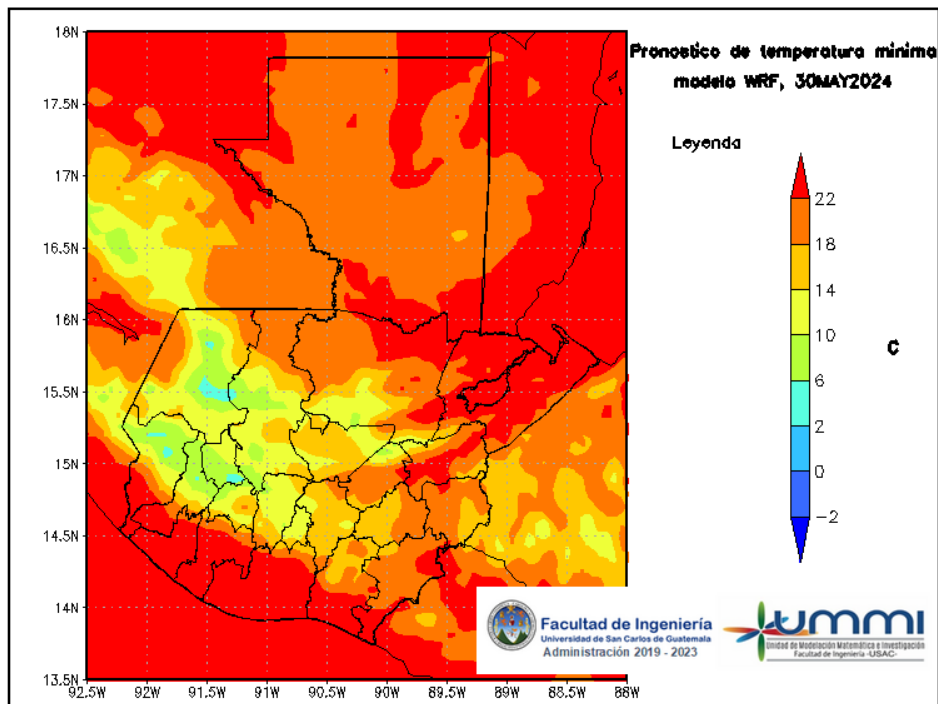 Pronostico de temperatura minima
modelo WRF, 30MAY2024
Leyenda
22
18
14
10
6
2
0
-2
C
18N
17.5N
17N
16.5N
16N
15.5N
15N
14.5N
14N
13.5N
92.5W
92W
91.5W
91W
90.5W
90W
89.5W
89W
88.5W
88W
Facultad de Ingeniería
Universidad de San Carlos de Guatemala
Administración 2019 - 2023
ummi
Unidad de Modelación Matemática e Investigación
Facultad de Ingeniería -USAC-